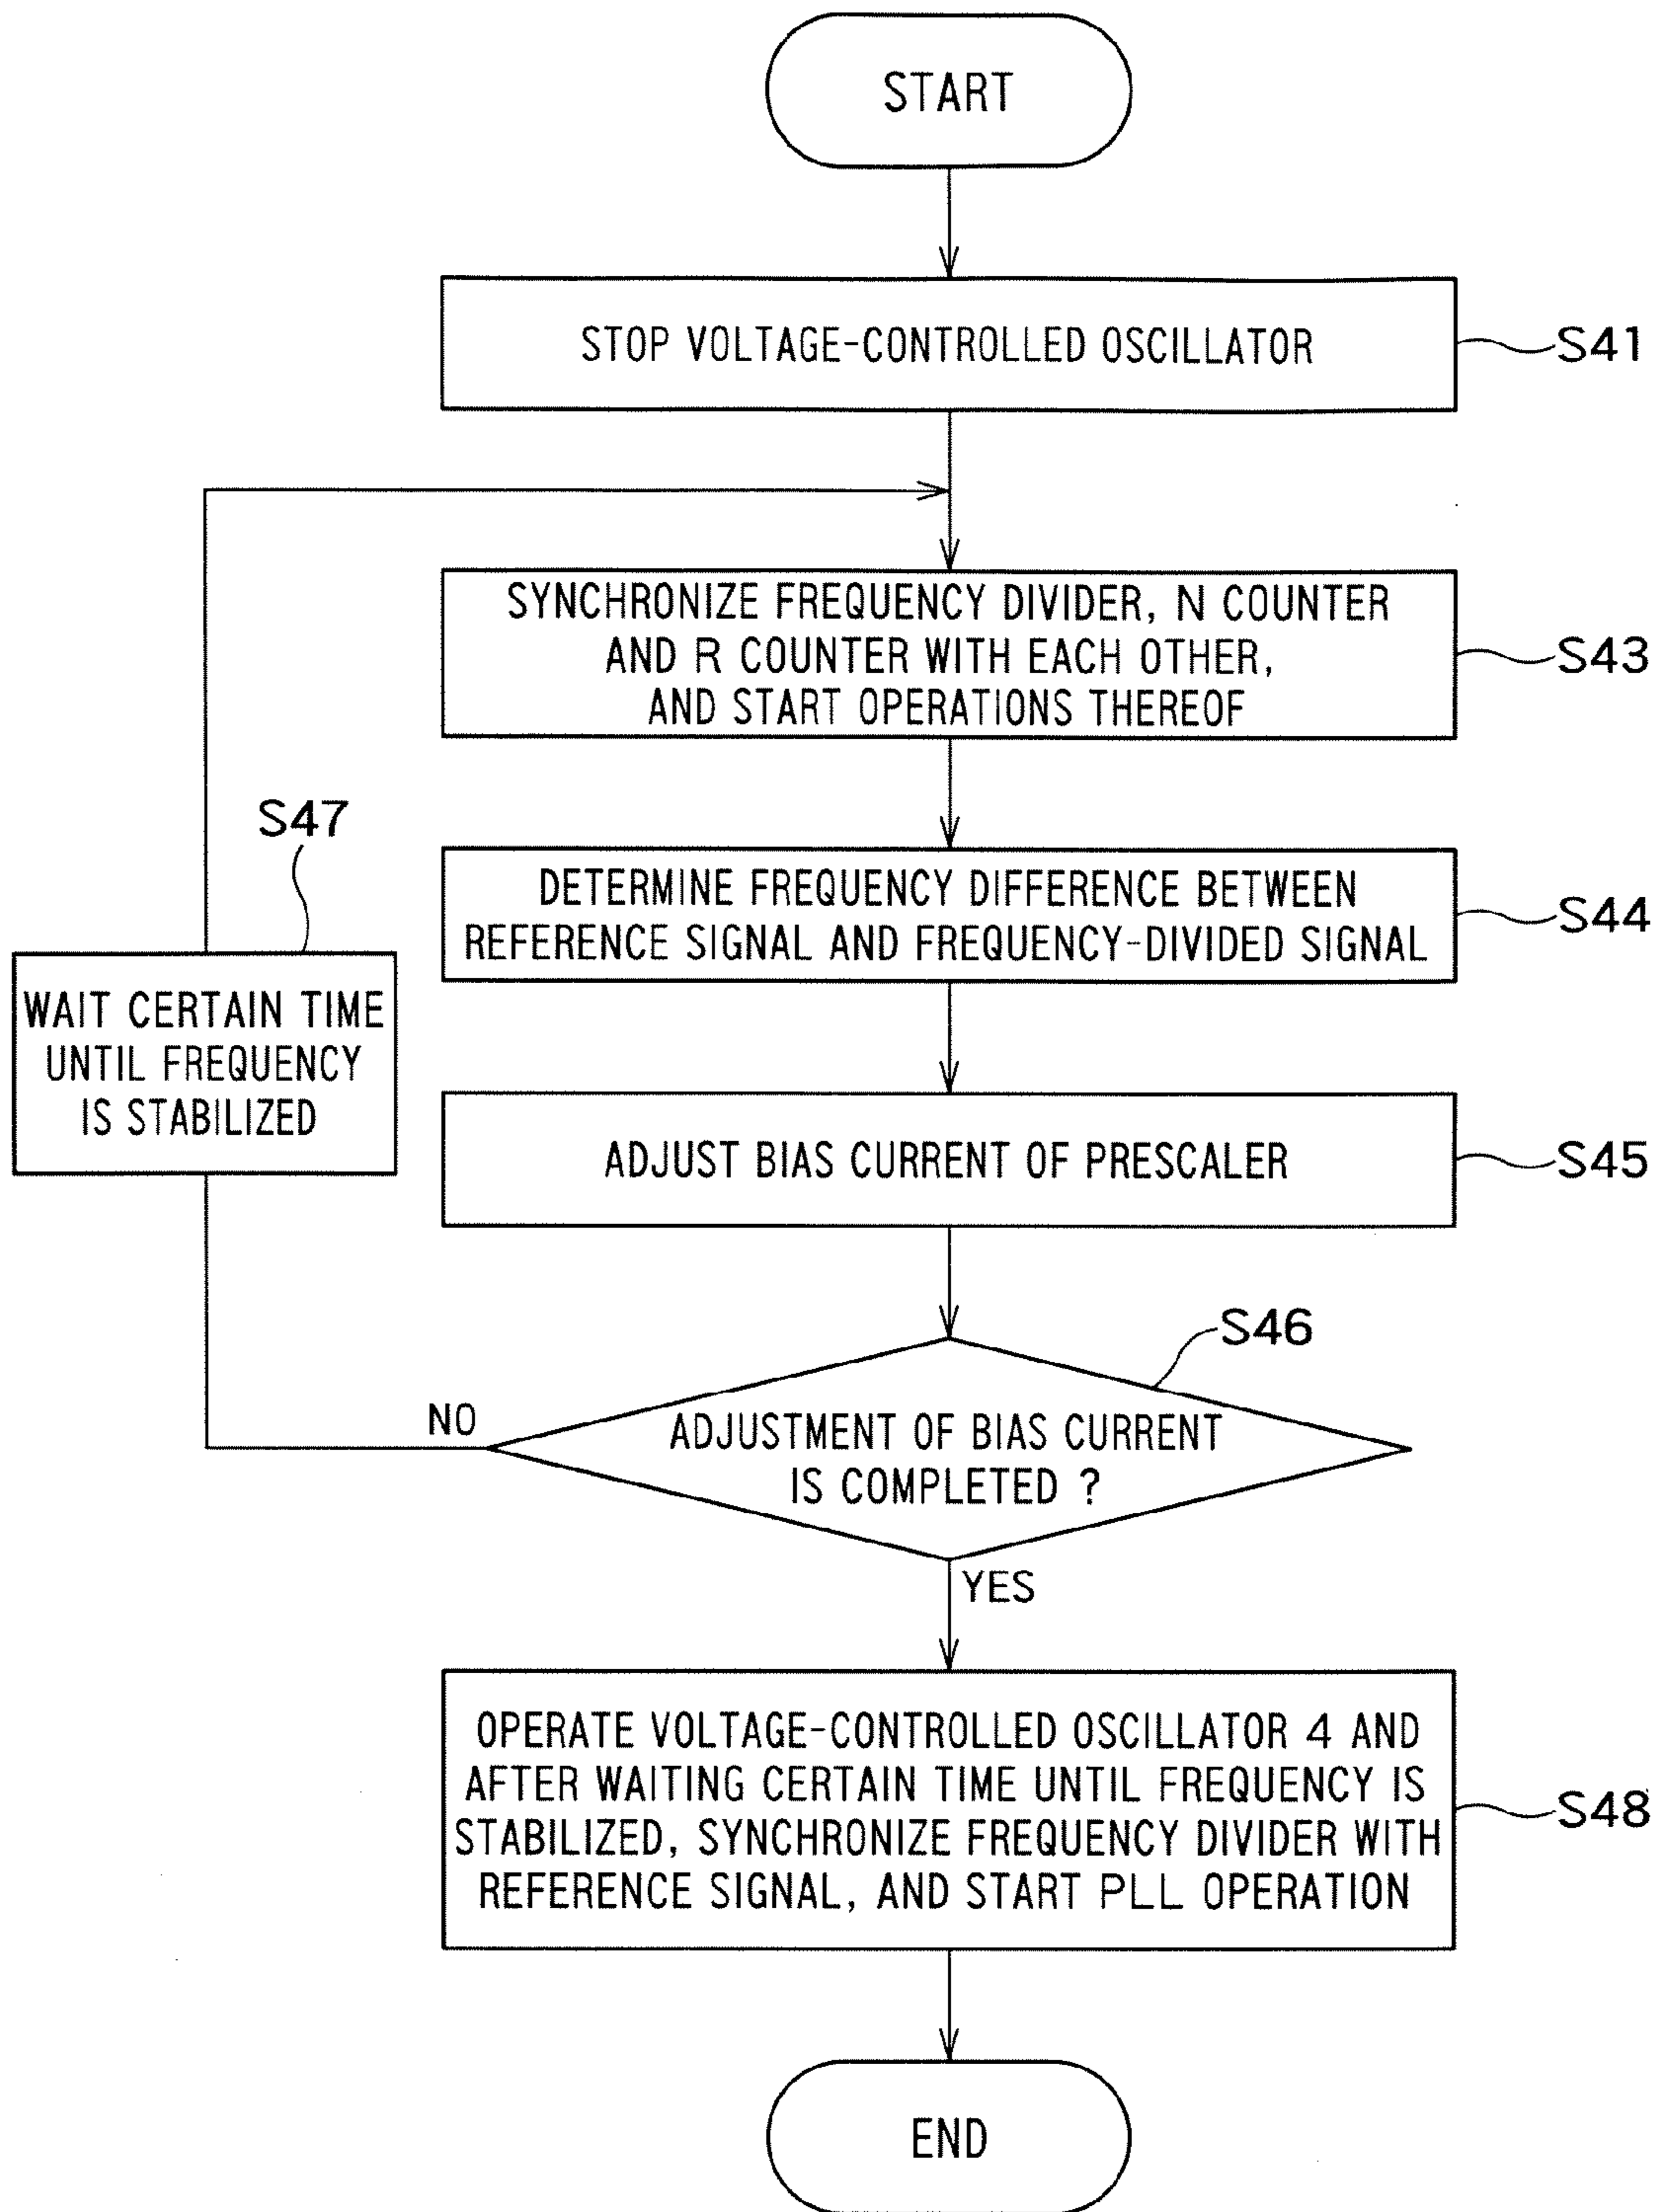 START
STOP VOLTAGE-CONTROLLED OSCILLATOR
S41
SYNCHRONIZE FREQUENCY DIVIDER, N COUNTER
AND R COUNTER WITH EACH OTHER,
AND START OPERATIONS THEREOF
S43
DETERMINE FREQUENCY DIFFERENCE BETWEEN
REFERENCE SIGNAL AND FREQUENCY-DIVIDED SIGNAL
S44
ADJUST BIAS CURRENT OF PRESCALER
S45
S46
ADJUSTMENT OF BIAS CURRENT
IS COMPLETED ?
NO
S47
WAIT CERTAIN TIME
UNTIL FREQUENCY
IS STABILIZED
YES
OPERATE VOLTAGE-CONTROLLED OSCILLATOR 4 AND
AFTER WAITING CERTAIN TIME UNTIL FREQUENCY IS
STABILIZED, SYNCHRONIZE FREQUENCY DIVIDER WITH
REFERENCE SIGNAL, AND START PLL OPERATION
S48
END